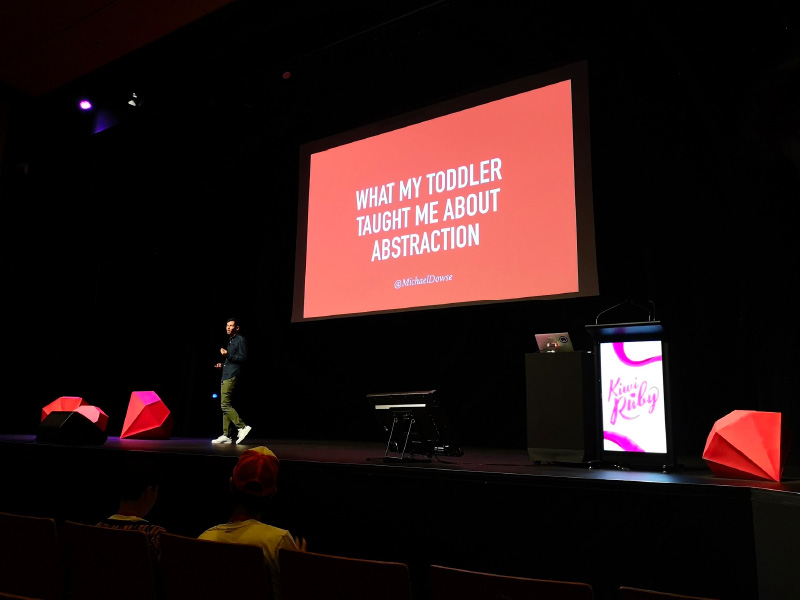 WHAT MY TODDLER
TAUGHT ME ABOUT
ABSTRACTION
@MichaelDowse
Kiwi
Ruby